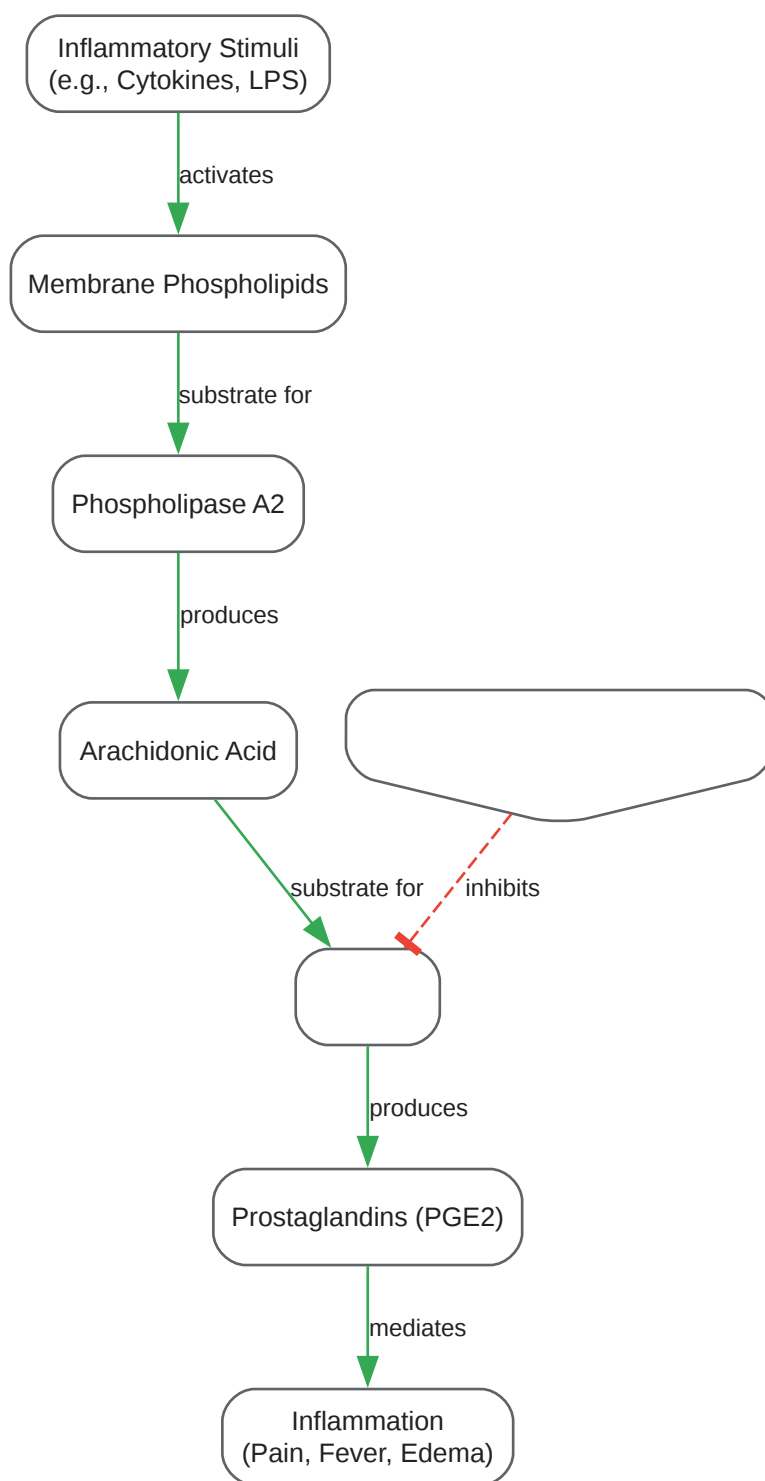 Inflammatory Stimuli
(e.g., Cytokines, LPS)
activates
Membrane Phospholipids
substrate for
Phospholipase A2
produces
Arachidonic Acid
substrate for
inhibits
produces
Prostaglandins (PGE2)
mediates
Inflammation
(Pain, Fever, Edema)